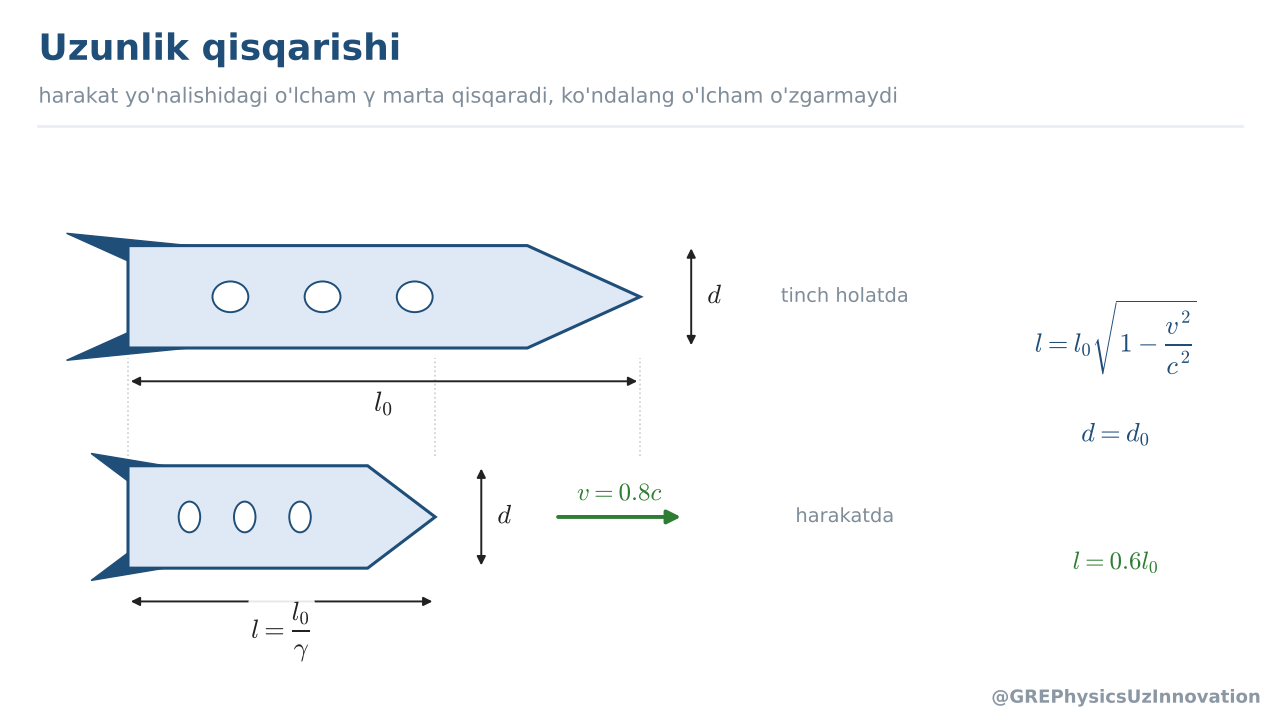 Uzunlik qisqarishi
harakat yo'nalishidagi o'lcham γ marta qisqaradi, ko'ndalang o'lcham o'zgarmaydi
d
tinch holatda
l = l₀√(1 − v²/c²)
l₀
d = d₀
v = 0.8c
d
harakatda
l = 0.6l₀
l = l₀/γ
@GREPhysicsUzInnovation